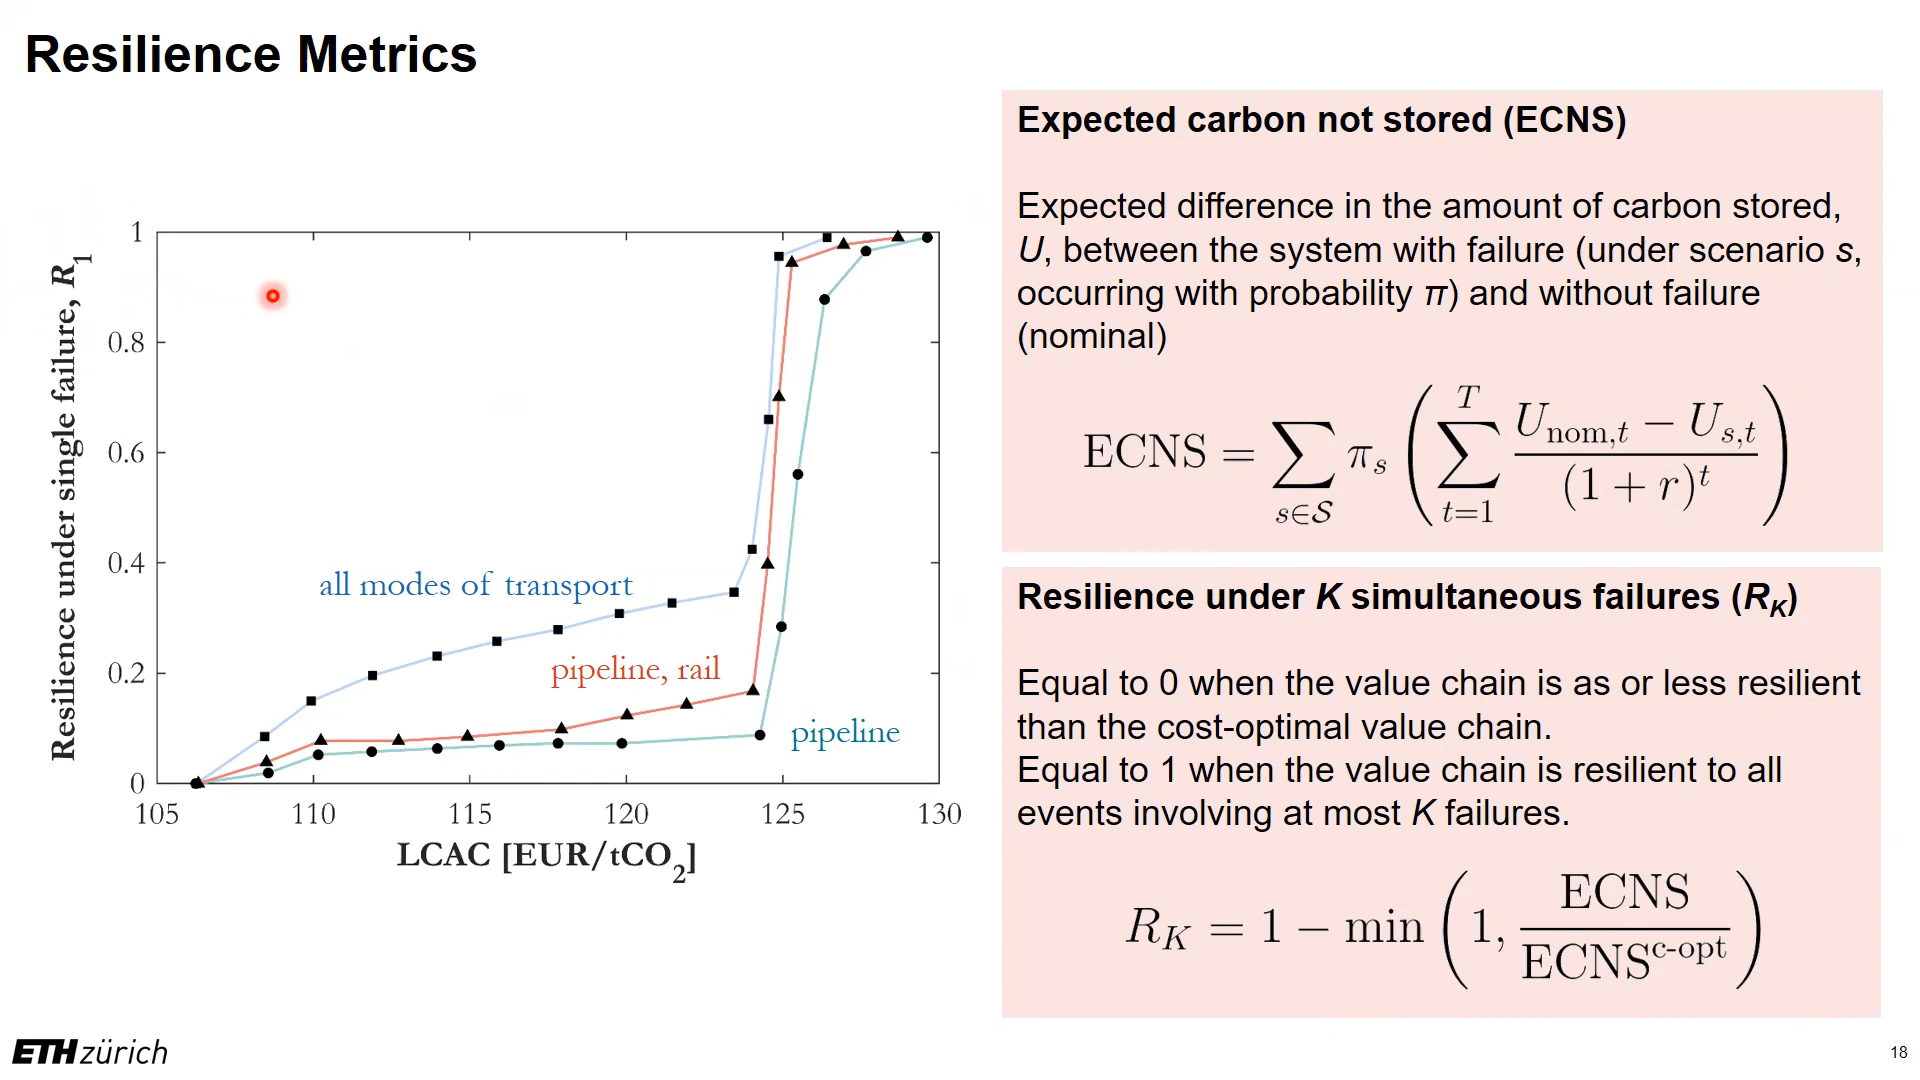 Resilience Metrics
Resilience under single failure, R₁
1
0.8
0.6
0.4
0.2
0
105
110
115
120
125
130
LCAC [EUR/tCO₂]
all modes of transport
pipeline, rail
pipeline
Expected carbon not stored (ECNS)
Expected difference in the amount of carbon stored,
U, between the system with failure (under scenario s,
occurring with probability π) and without failure
(nominal)
ECNS = ∑_{s∈𝒮} π_s ( ∑_{t=1}^{T} (U_{nom,t} − U_{s,t}) / (1 + r)^t )
Resilience under K simultaneous failures (R_K)
Equal to 0 when the value chain is as or less resilient
than the cost-optimal value chain.
Equal to 1 when the value chain is resilient to all
events involving at most K failures.
R_K = 1 − min ( 1, ECNS / ECNS^{c-opt} )
ETH zürich
18